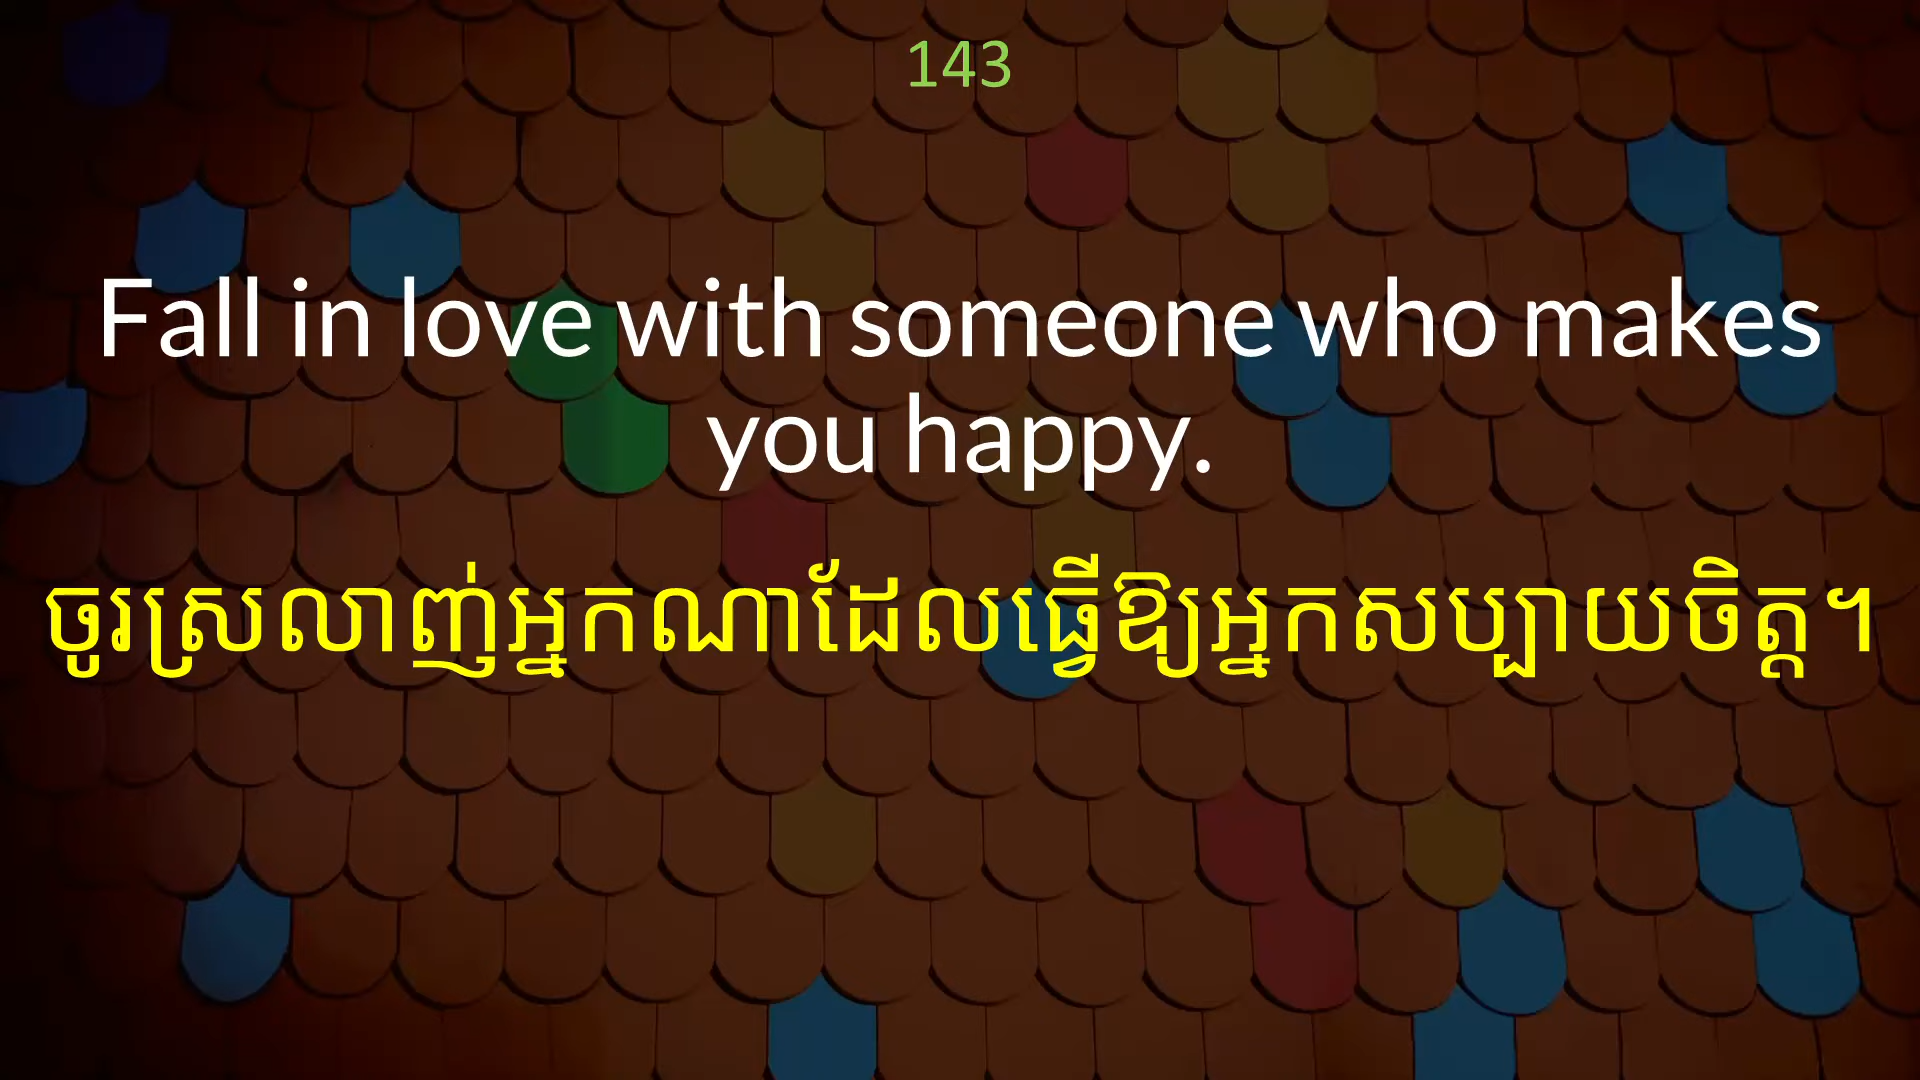 143
Fall in love with someone who makes
you happy.
ចូរស្រលាញ់អ្នកណាដែលធ្វើឱ្យអ្នកសប្បាយចិត្ត។